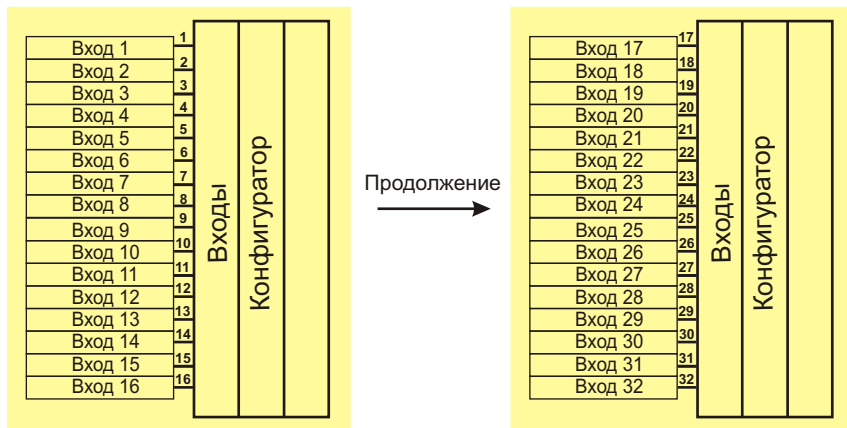 Вход 1 1
Вход 2 2
Вход 3 3
Вход 4 4
Вход 5 5
Вход 6 6
Вход 7 7
Вход 8 8
Вход 9 9
Вход 10 10
Вход 11 11
Вход 12 12
Вход 13 13
Вход 14 14
Вход 15 15
Вход 16 16
Входы
Конфигуратор
Продолжение
Вход 17 17
Вход 18 18
Вход 19 19
Вход 20 20
Вход 21 21
Вход 22 22
Вход 23 23
Вход 24 24
Вход 25 25
Вход 26 26
Вход 27 27
Вход 28 28
Вход 29 29
Вход 30 30
Вход 31 31
Вход 32 32
Входы
Конфигуратор